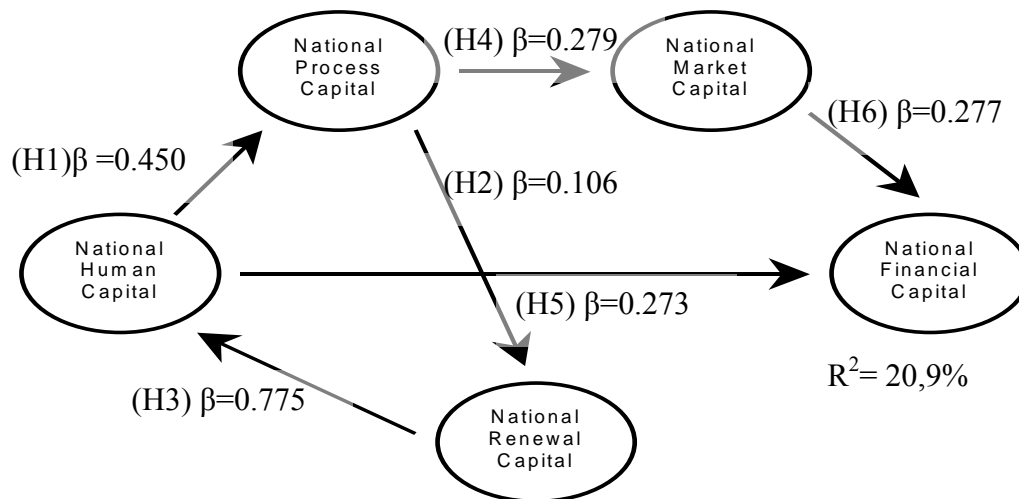 National
Process
Capital
(H4) β=0.279
National
Market
Capital
(H6) β=0.277
(H1)β =0.450
(H2) β=0.106
National
Human
Capital
National
Financial
Capital
(H5) β=0.273
R²= 20,9%
(H3) β=0.775
National
Renewal
Capital